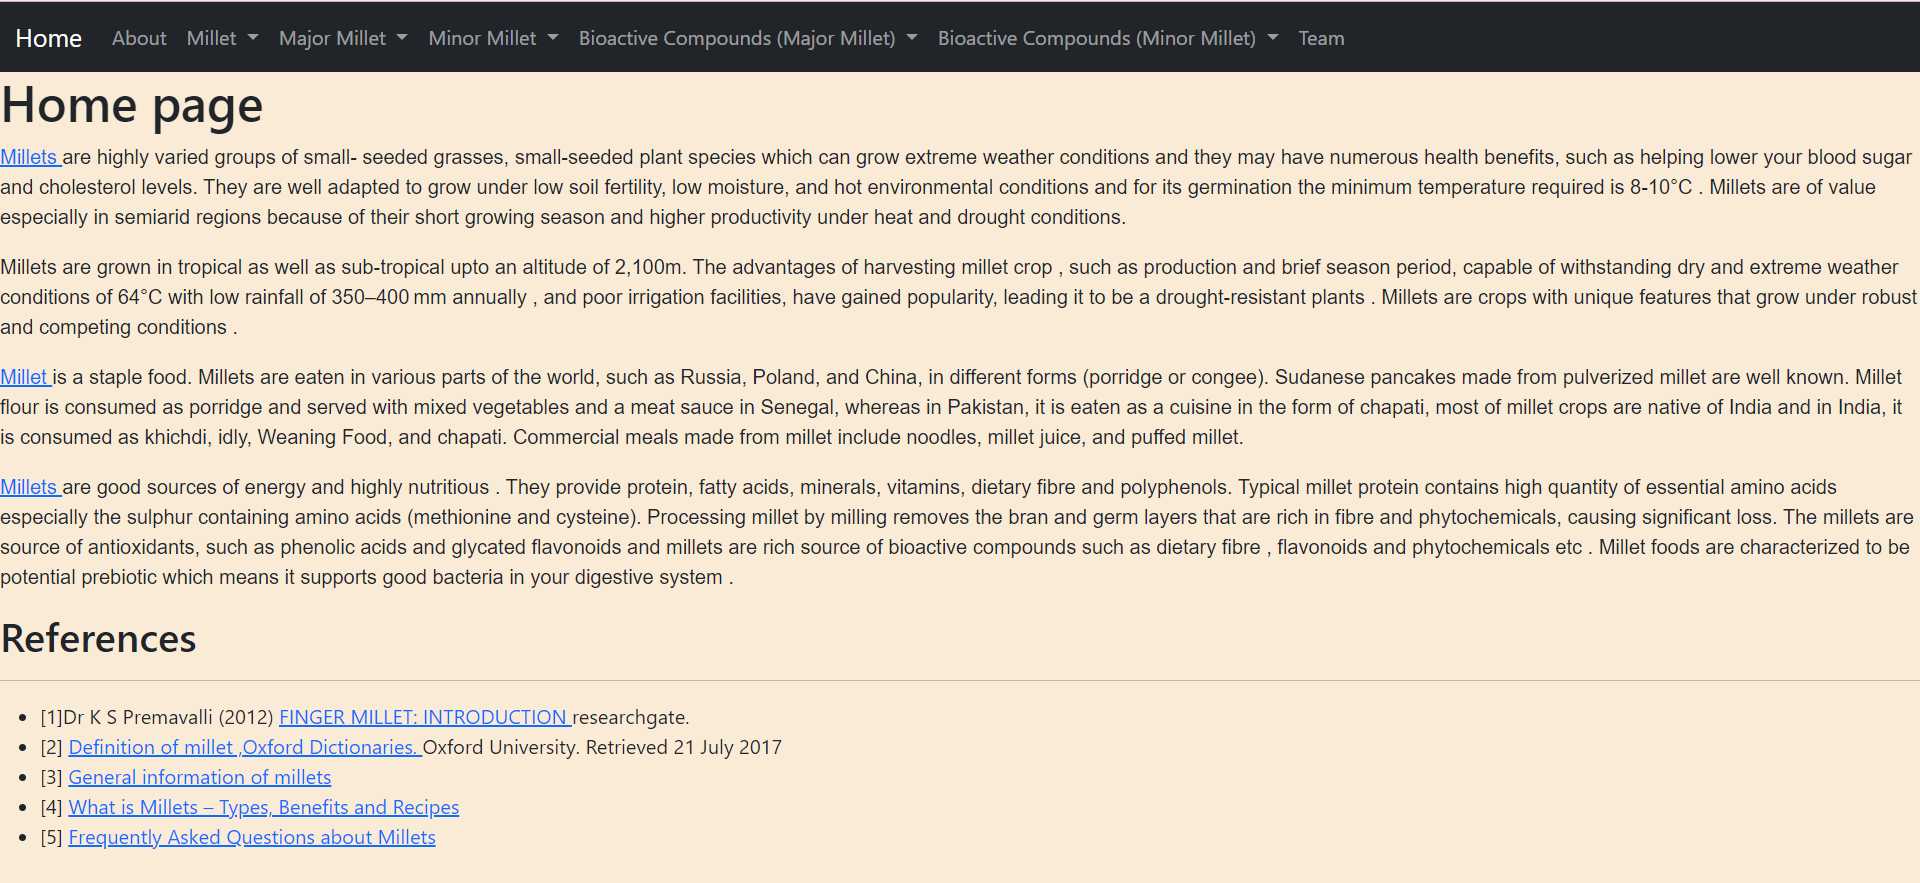 Home About Millet Major Millet Minor Millet Bioactive Compounds (Major Millet) Bioactive Compounds (Minor Millet) Team
Home page
Millets are highly varied groups of small- seeded grasses, small-seeded plant species which can grow extreme weather conditions and they may have numerous health benefits, such as helping lower your blood sugar
and cholesterol levels. They are well adapted to grow under low soil fertility, low moisture, and hot environmental conditions and for its germination the minimum temperature required is 8-10°C . Millets are of value
especially in semiarid regions because of their short growing season and higher productivity under heat and drought conditions.
Millets are grown in tropical as well as sub-tropical upto an altitude of 2,100m. The advantages of harvesting millet crop , such as production and brief season period, capable of withstanding dry and extreme weather
conditions of 64°C with low rainfall of 350–400 mm annually , and poor irrigation facilities, have gained popularity, leading it to be a drought-resistant plants . Millets are crops with unique features that grow under robust
and competing conditions .
Millet is a staple food. Millets are eaten in various parts of the world, such as Russia, Poland, and China, in different forms (porridge or congee). Sudanese pancakes made from pulverized millet are well known. Millet
flour is consumed as porridge and served with mixed vegetables and a meat sauce in Senegal, whereas in Pakistan, it is eaten as a cuisine in the form of chapati, most of millet crops are native of India and in India, it
is consumed as khichdi, idly, Weaning Food, and chapati. Commercial meals made from millet include noodles, millet juice, and puffed millet.
Millets are good sources of energy and highly nutritious . They provide protein, fatty acids, minerals, vitamins, dietary fibre and polyphenols. Typical millet protein contains high quantity of essential amino acids
especially the sulphur containing amino acids (methionine and cysteine). Processing millet by milling removes the bran and germ layers that are rich in fibre and phytochemicals, causing significant loss. The millets are
source of antioxidants, such as phenolic acids and glycated flavonoids and millets are rich source of bioactive compounds such as dietary fibre , flavonoids and phytochemicals etc . Millet foods are characterized to be
potential prebiotic which means it supports good bacteria in your digestive system .
References
[1]Dr K S Premavalli (2012) FINGER MILLET: INTRODUCTION researchgate.
[2] Definition of millet ,Oxford Dictionaries. Oxford University. Retrieved 21 July 2017
[3] General information of millets
[4] What is Millets – Types, Benefits and Recipes
[5] Frequently Asked Questions about Millets